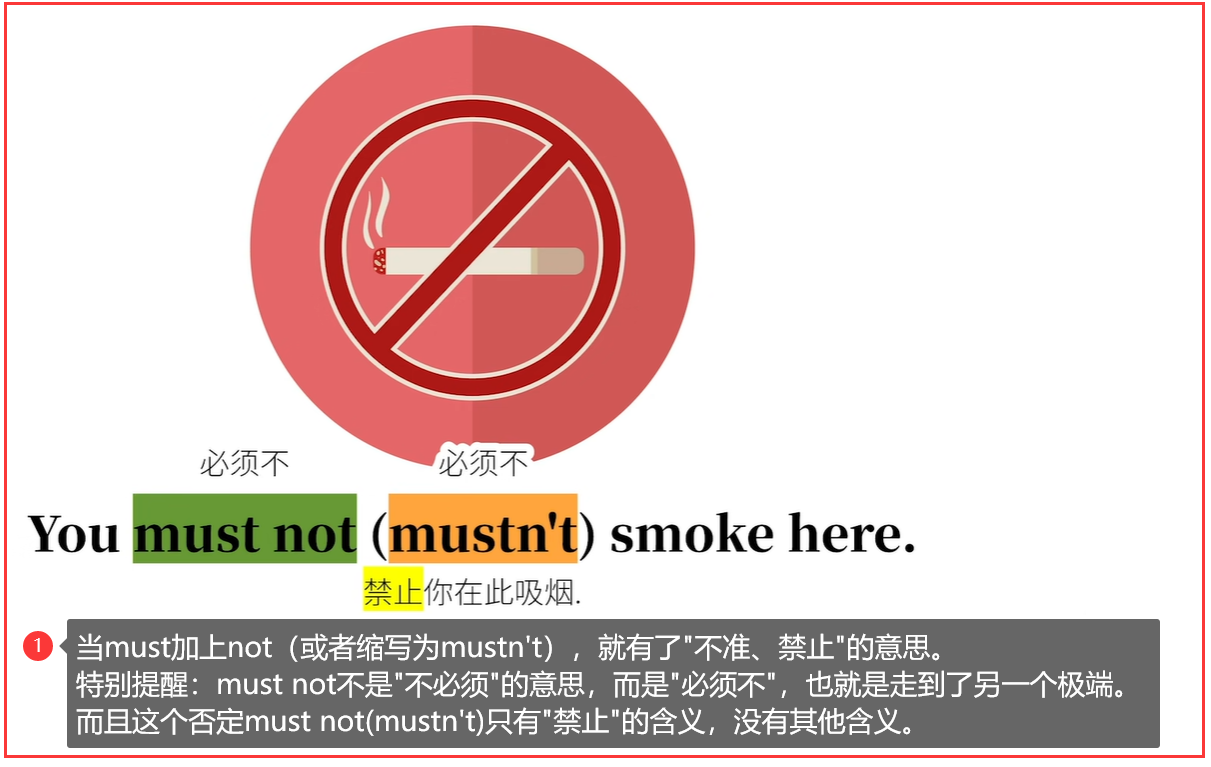 必须不 必须不
You must not (mustn't) smoke here.
禁止你在此吸烟.
1
当must加上not（或者缩写为mustn't），就有了"不准、禁止"的意思。
特别提醒：must not不是"不必须"的意思，而是"必须不"，也就是走到了另一个极端。
而且这个否定must not(mustn't)只有"禁止"的含义，没有其他含义。